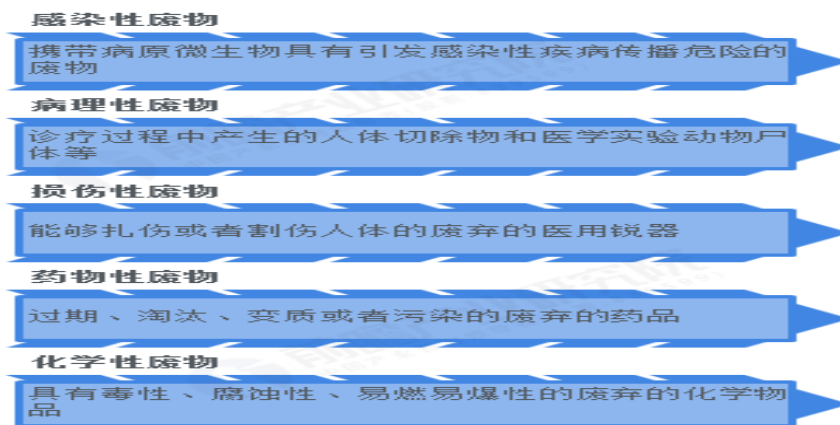 感染性废物
携带病原微生物具有引发感染性疾病传播危险的
废物
病理性废物
诊疗过程中产生的人体切除物和医学实验动物尸
体等
损伤性废物
能够扎伤或者割伤人体的废弃的医用锐器
药物性废物
过期、淘汰、变质或者污染的废弃的药品
化学性废物
具有毒性、腐蚀性、易燃易爆性的废弃的化学物
品